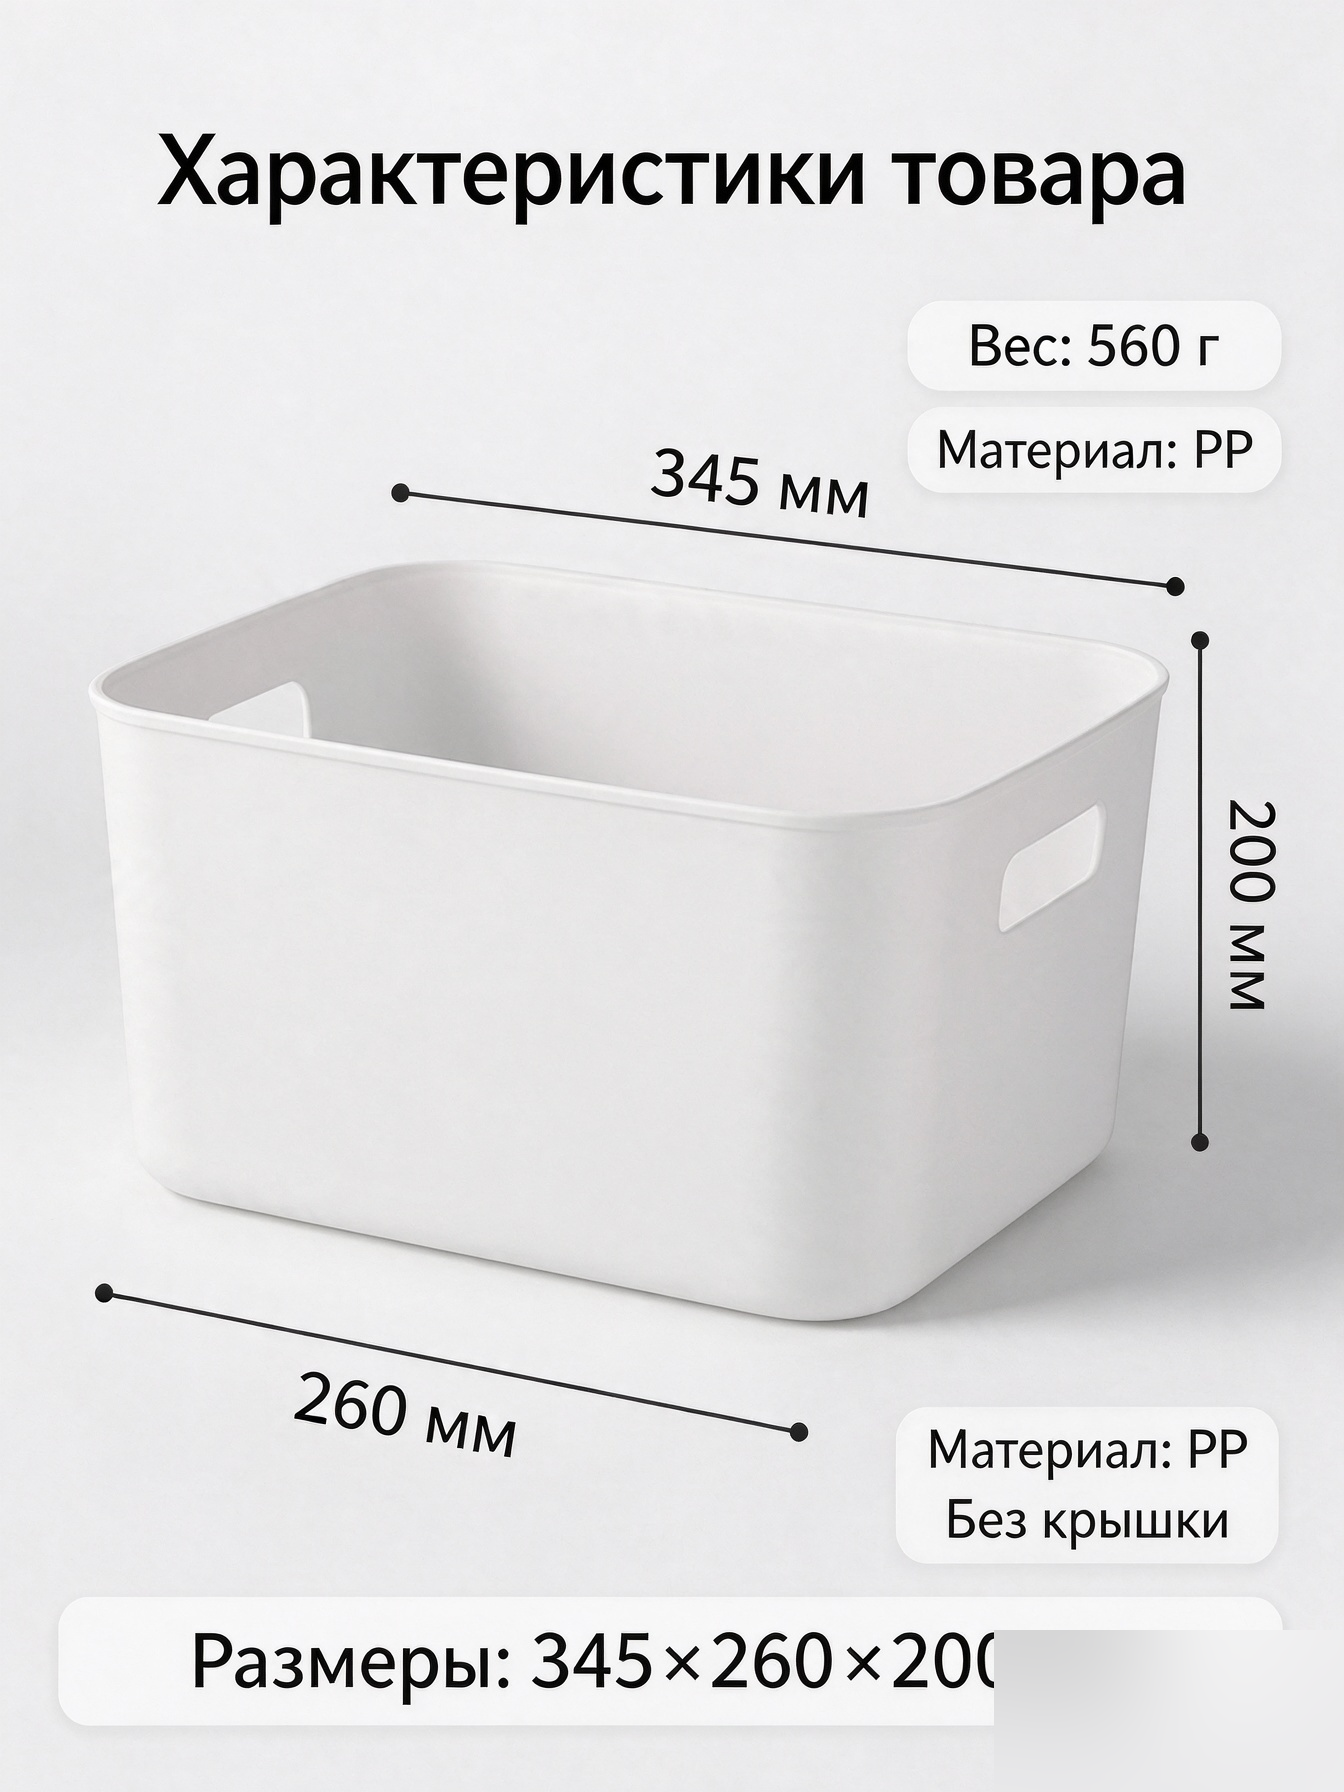 Характеристики товара
Вес: 560 г
Материал: PP
345 мм
200 мм
260 мм
Материал: PP
Без крышки
Размеры: 345×260×200